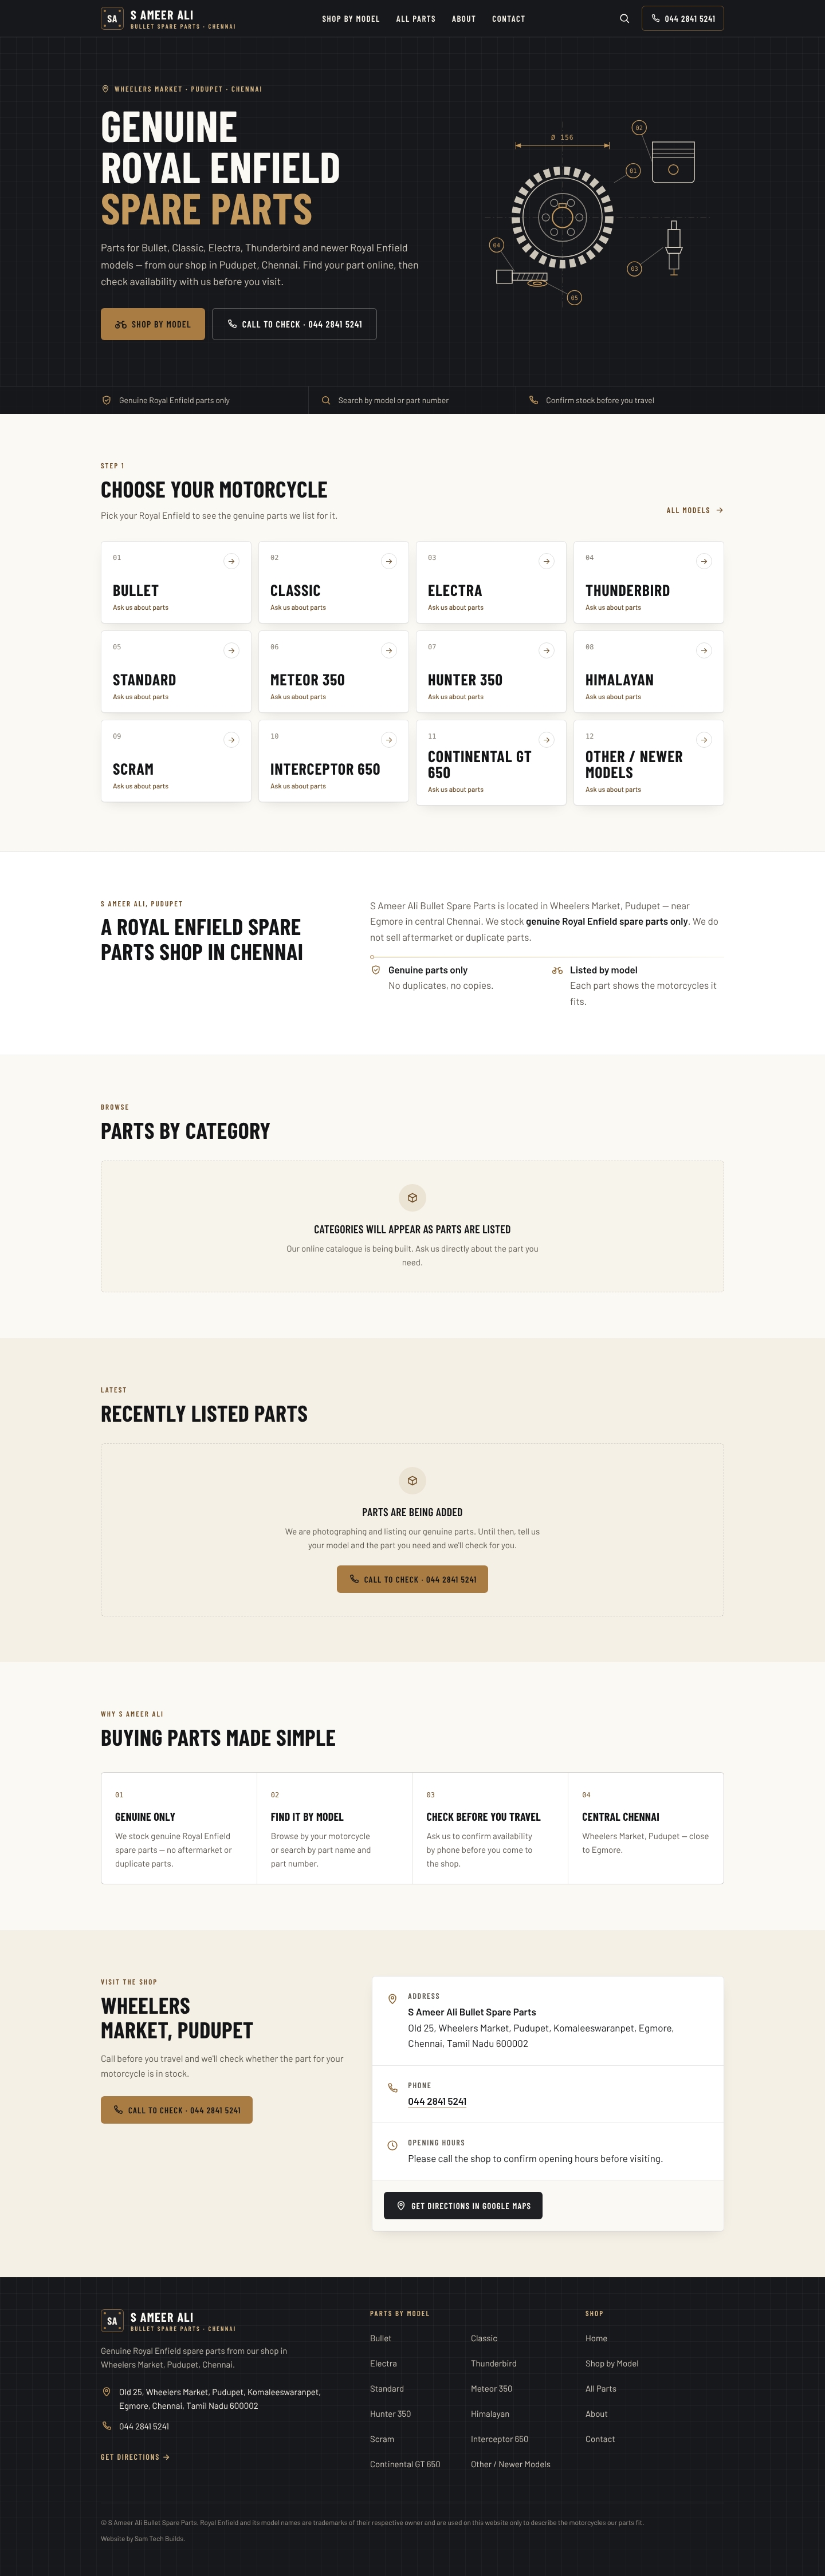 SA
S AMEER ALI
BULLET SPARE PARTS · CHENNAI
SHOP BY MODEL
ALL PARTS
ABOUT
CONTACT
044 2841 5241
WHEELERS MARKET · PUDUPET · CHENNAI
GENUINE
ROYAL ENFIELD
SPARE PARTS
Parts for Bullet, Classic, Electra, Thunderbird and newer Royal Enfield
models — from our shop in Pudupet, Chennai. Find your part online, then
check availability with us before you visit.
SHOP BY MODEL
CALL TO CHECK · 044 2841 5241
Ø 156
02
01
04
03
05
Genuine Royal Enfield parts only
Search by model or part number
Confirm stock before you travel
STEP 1
CHOOSE YOUR MOTORCYCLE
Pick your Royal Enfield to see the genuine parts we list for it.
ALL MODELS →
01
BULLET
Ask us about parts
02
CLASSIC
Ask us about parts
03
ELECTRA
Ask us about parts
04
THUNDERBIRD
Ask us about parts
05
STANDARD
Ask us about parts
06
METEOR 350
Ask us about parts
07
HUNTER 350
Ask us about parts
08
HIMALAYAN
Ask us about parts
09
SCRAM
Ask us about parts
10
INTERCEPTOR 650
Ask us about parts
11
CONTINENTAL GT
650
Ask us about parts
12
OTHER / NEWER
MODELS
Ask us about parts
S AMEER ALI, PUDUPET
A ROYAL ENFIELD SPARE
PARTS SHOP IN CHENNAI
S Ameer Ali Bullet Spare Parts is located in Wheelers Market, Pudupet — near
Egmore in central Chennai. We stock genuine Royal Enfield spare parts only. We do
not sell aftermarket or duplicate parts.
Genuine parts only
No duplicates, no copies.
Listed by model
Each part shows the motorcycles it
fits.
BROWSE
PARTS BY CATEGORY
CATEGORIES WILL APPEAR AS PARTS ARE LISTED
Our online catalogue is being built. Ask us directly about the part you
need.
LATEST
RECENTLY LISTED PARTS
PARTS ARE BEING ADDED
We are photographing and listing our genuine parts. Until then, tell us
your model and the part you need and we'll check for you.
CALL TO CHECK · 044 2841 5241
WHY S AMEER ALI
BUYING PARTS MADE SIMPLE
01
GENUINE ONLY
We stock genuine Royal Enfield
spare parts — no aftermarket or
duplicate parts.
02
FIND IT BY MODEL
Browse by your motorcycle
or search by part name and
part number.
03
CHECK BEFORE YOU TRAVEL
Ask us to confirm availability
by phone before you come to
the shop.
04
CENTRAL CHENNAI
Wheelers Market, Pudupet — close
to Egmore.
VISIT THE SHOP
WHEELERS
MARKET, PUDUPET
Call before you travel and we'll check whether the part for your
motorcycle is in stock.
CALL TO CHECK · 044 2841 5241
ADDRESS
S Ameer Ali Bullet Spare Parts
Old 25, Wheelers Market, Pudupet, Komaleeswaranpet, Egmore,
Chennai, Tamil Nadu 600002
PHONE
044 2841 5241
OPENING HOURS
Please call the shop to confirm opening hours before visiting.
GET DIRECTIONS IN GOOGLE MAPS
SA
S AMEER ALI
BULLET SPARE PARTS · CHENNAI
Genuine Royal Enfield spare parts from our shop in
Wheelers Market, Pudupet, Chennai.
Old 25, Wheelers Market, Pudupet, Komaleeswaranpet,
Egmore, Chennai, Tamil Nadu 600002
044 2841 5241
GET DIRECTIONS →
PARTS BY MODEL
Bullet
Classic
Electra
Thunderbird
Standard
Meteor 350
Hunter 350
Himalayan
Scram
Interceptor 650
Continental GT 650
Other / Newer Models
SHOP
Home
Shop by Model
All Parts
About
Contact
© S Ameer Ali Bullet Spare Parts. Royal Enfield and its model names are trademarks of their respective owner and are used on this website only to describe the motorcycles our parts fit.
Website by Sam Tech Builds.